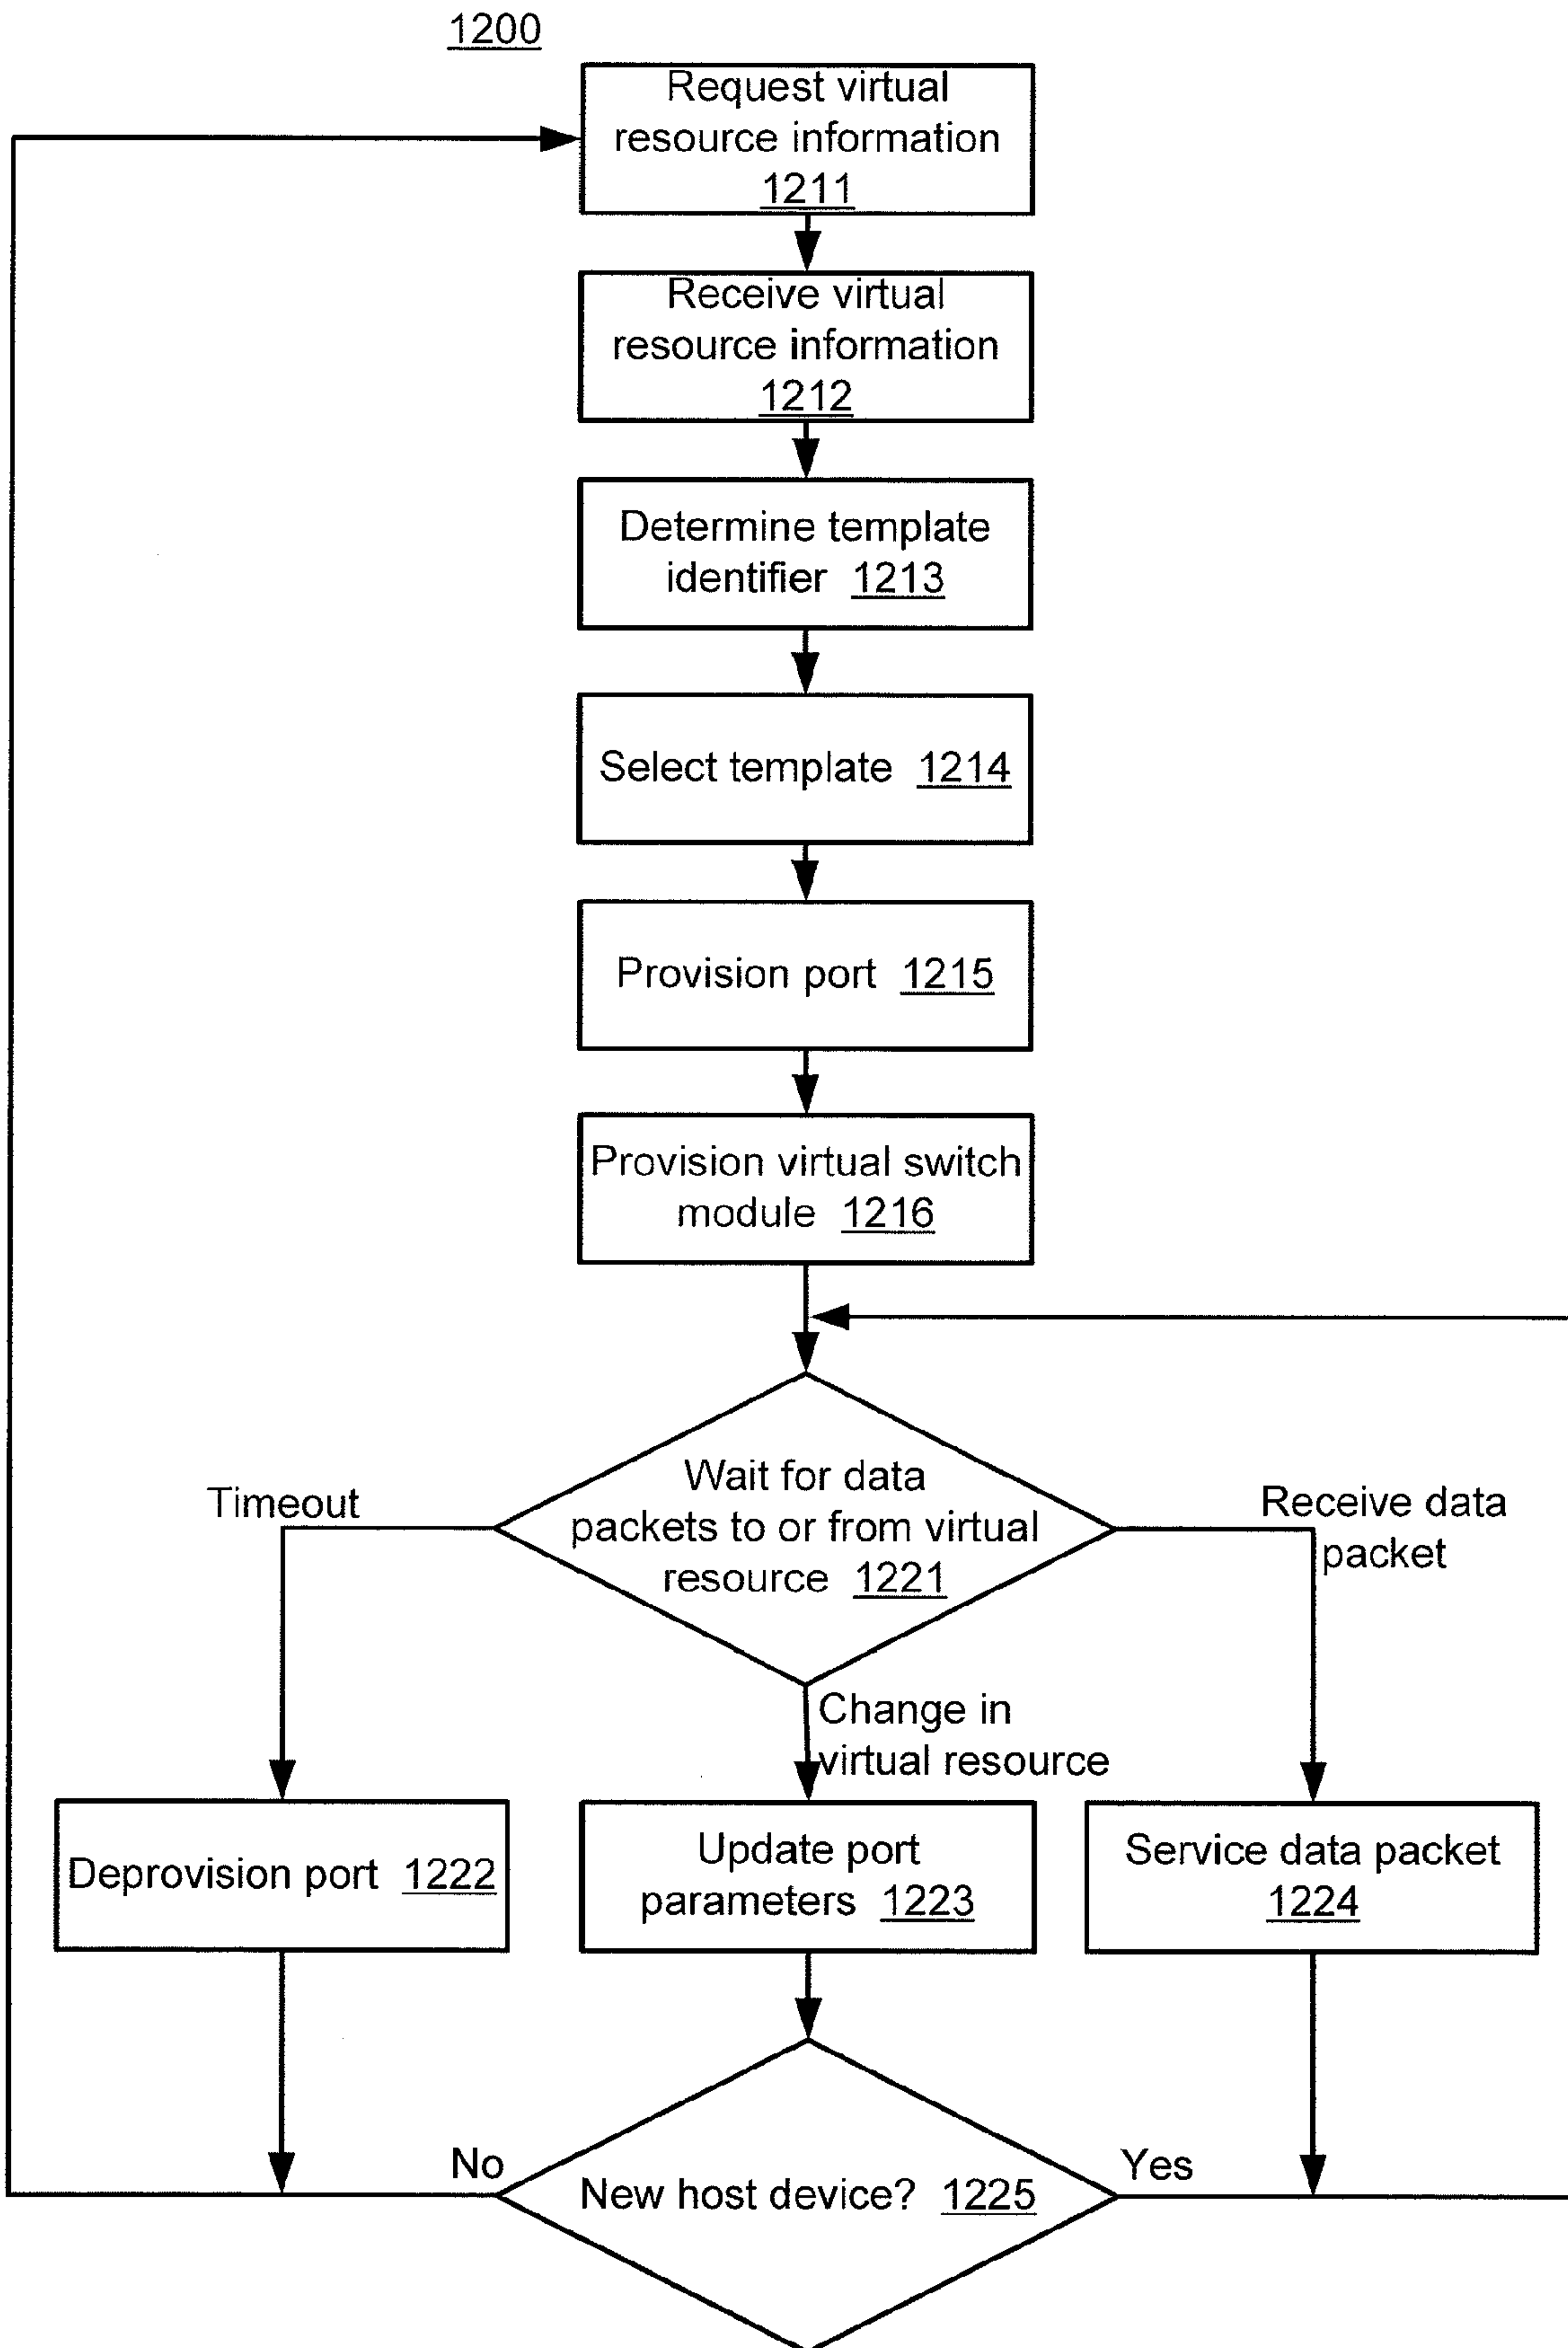 1200
Request virtual
resource information
1211
Receive virtual
resource information
1212
Determine template
identifier 1213
Select template 1214
Provision port 1215
Provision virtual switch
module 1216
Wait for data
packets to or from virtual
resource 1221
Timeout
Receive data
packet
Change in
virtual resource
Deprovision port 1222
Update port
parameters 1223
Service data packet
1224
No
New host device? 1225
Yes